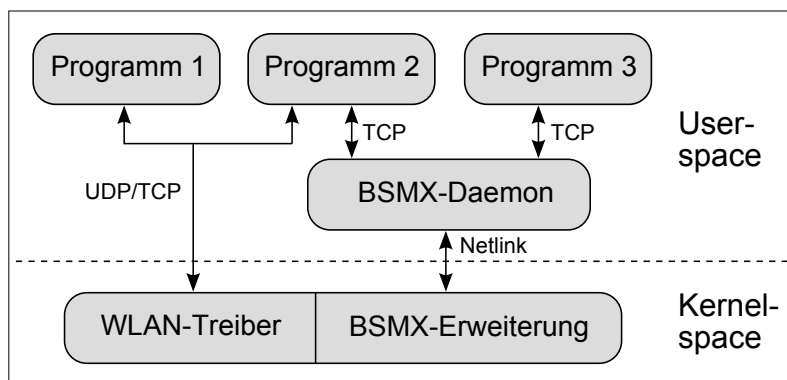 Programm 1
Programm 2
Programm 3
TCP
TCP
User-
space
UDP/TCP
BSMX-Daemon
Netlink
WLAN-Treiber
BSMX-Erweiterung
Kernel-
space